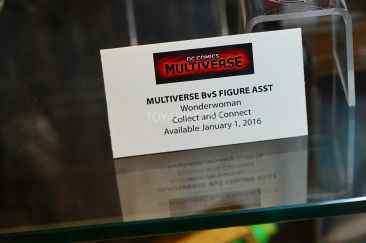 DC COMICS
MULTIVERSE
MULTIVERSE BvS FIGURE ASST
Wonderwoman
Collect and Connect
Available January 1, 2016